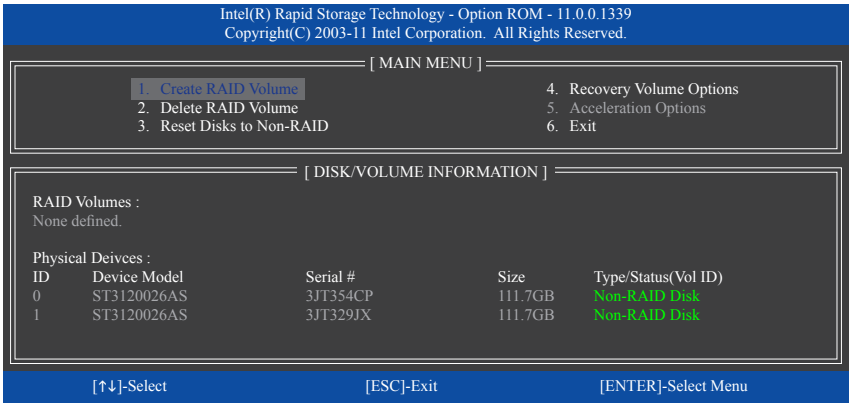 Intel(R) Rapid Storage Technology - Option ROM - 11.0.0.1339
Copyright(C) 2003-11 Intel Corporation.  All Rights Reserved.
[ MAIN MENU ]
1. Create RAID Volume
2. Delete RAID Volume
3. Reset Disks to Non-RAID
4. Recovery Volume Options
5. Acceleration Options
6. Exit
[ DISK/VOLUME INFORMATION ]
RAID Volumes :
None defined.
Physical Deivces :
ID Device Model Serial # Size Type/Status(Vol ID)
0 ST3120026AS 3JT354CP 111.7GB Non-RAID Disk
1 ST3120026AS 3JT329JX 111.7GB Non-RAID Disk
[↑↓]-Select [ESC]-Exit [ENTER]-Select Menu